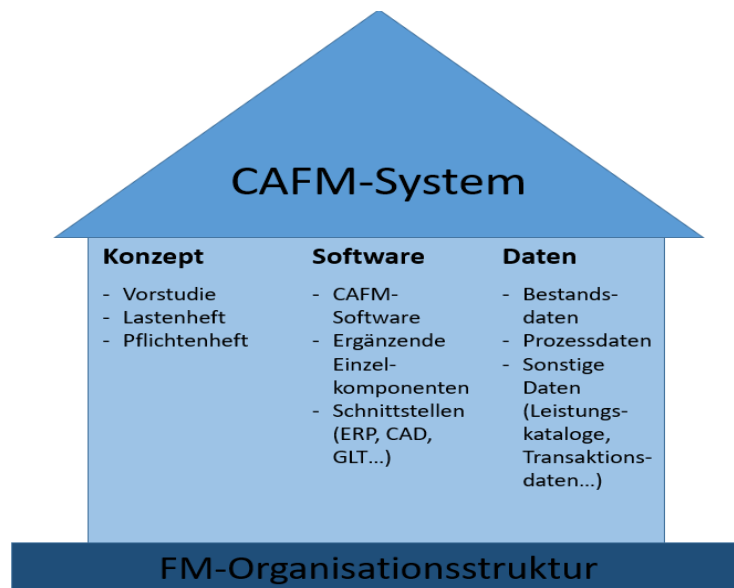 CAFM-System
Konzept
- Vorstudie
- Lastenheft
- Pflichtenheft
Software
- CAFM-
Software
- Ergänzende
Einzel-
komponenten
- Schnittstellen
(ERP, CAD,
GLT...)
Daten
- Bestands-
daten
- Prozessdaten
- Sonstige
Daten
(Leistungs-
kataloge,
Transaktions-
daten...)
FM-Organisationsstruktur